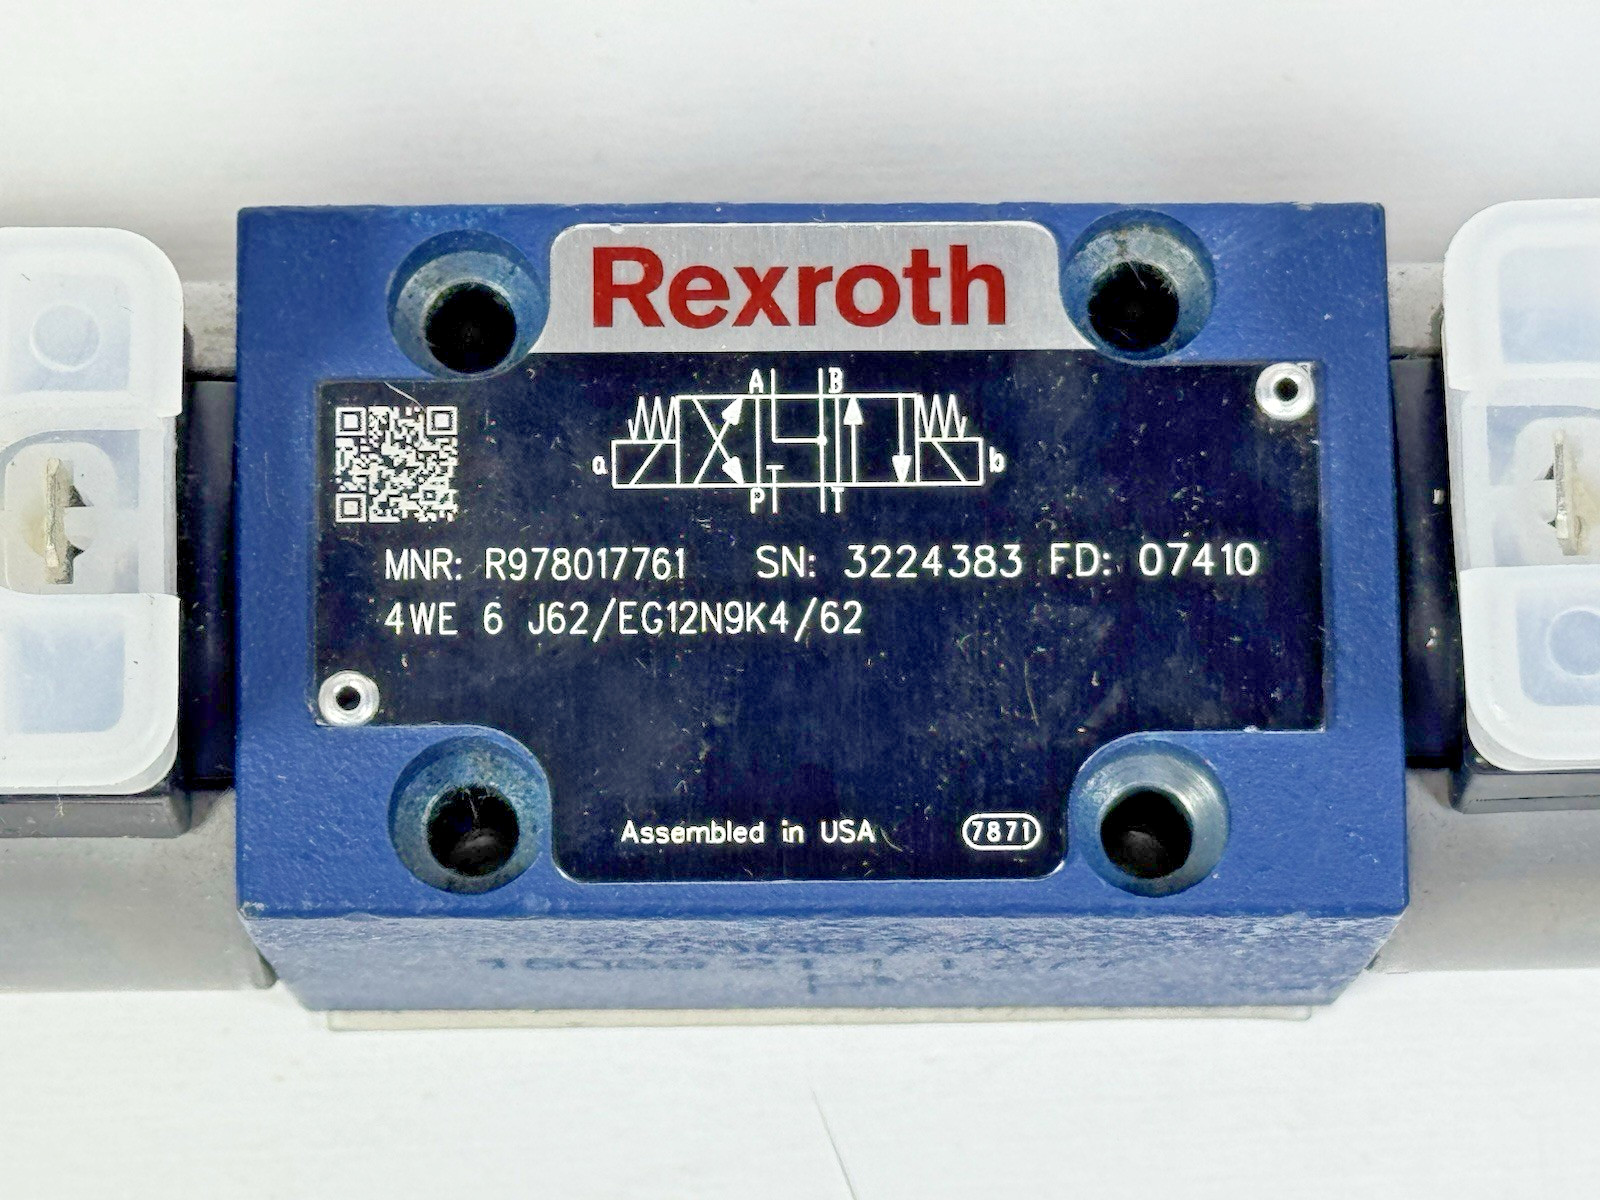 Rexroth
A B
a b
P T
MNR: R978017761 SN: 3224383 FD: 07410
4WE 6 J62/EG12N9K4/62
Assembled in USA 7871